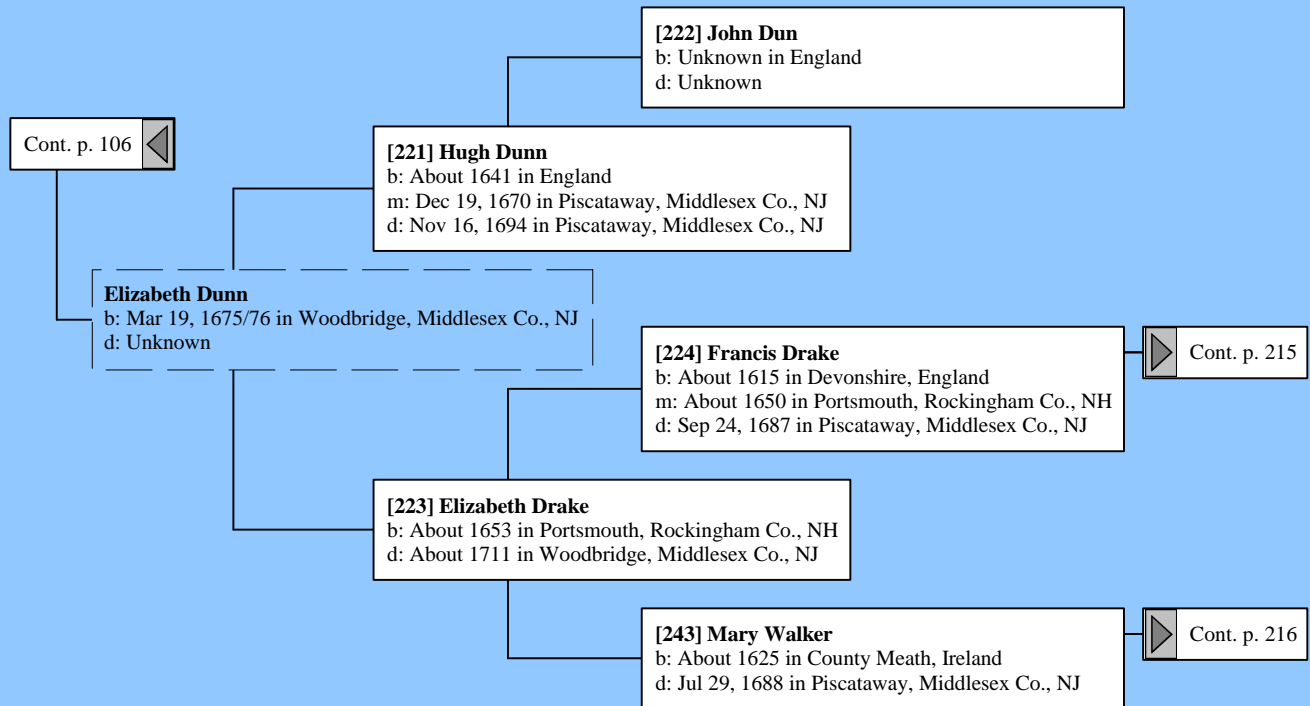 [222] John Dun
b: Unknown in England
d: Unknown
Cont. p. 106
[221] Hugh Dunn
b: About 1641 in England
m: Dec 19, 1670 in Piscataway, Middlesex Co., NJ
d: Nov 16, 1694 in Piscataway, Middlesex Co., NJ
Elizabeth Dunn
b: Mar 19, 1675/76 in Woodbridge, Middlesex Co., NJ
d: Unknown
[224] Francis Drake
b: About 1615 in Devonshire, England
m: About 1650 in Portsmouth, Rockingham Co., NH
d: Sep 24, 1687 in Piscataway, Middlesex Co., NJ
Cont. p. 215
[223] Elizabeth Drake
b: About 1653 in Portsmouth, Rockingham Co., NH
d: About 1711 in Woodbridge, Middlesex Co., NJ
[243] Mary Walker
b: About 1625 in County Meath, Ireland
d: Jul 29, 1688 in Piscataway, Middlesex Co., NJ
Cont. p. 216